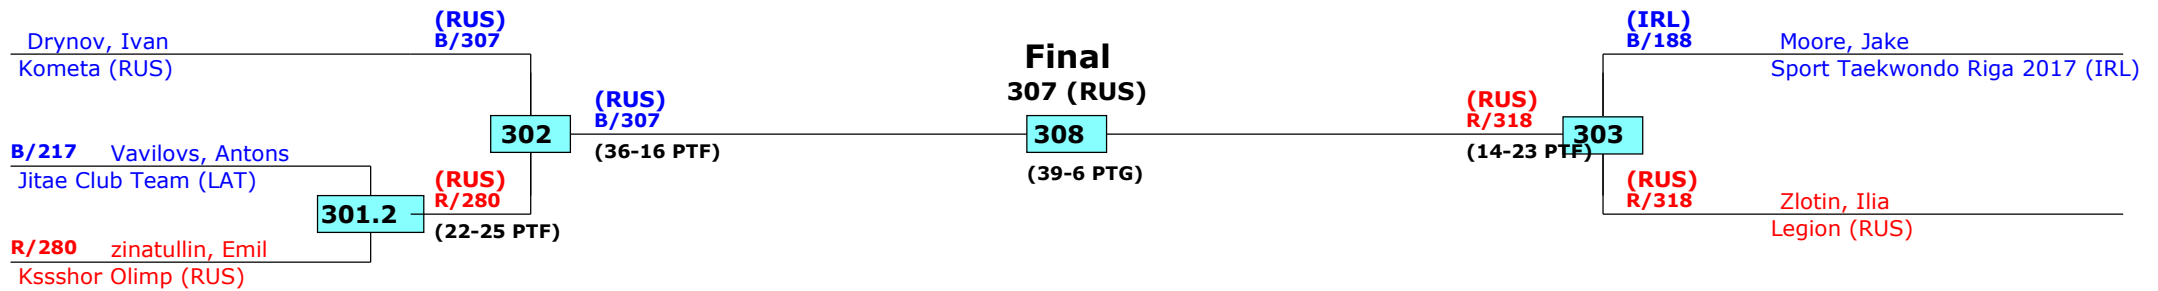 (RUS)
B/307
Drynov, Ivan
Kometa (RUS)
B/217 Vavilovs, Antons
Jitae Club Team (LAT)
R/280 zinatullin, Emil
Kssshor Olimp (RUS)
301.2
(RUS)
R/280
(22-25 PTF)
302
(RUS)
B/307
(36-16 PTF)
Final
307 (RUS)
308
(39-6 PTG)
(RUS)
R/318
(14-23 PTF)
303
(IRL)
B/188
Moore, Jake
Sport Taekwondo Riga 2017 (IRL)
(RUS)
R/318
Zlotin, Ilia
Legion (RUS)